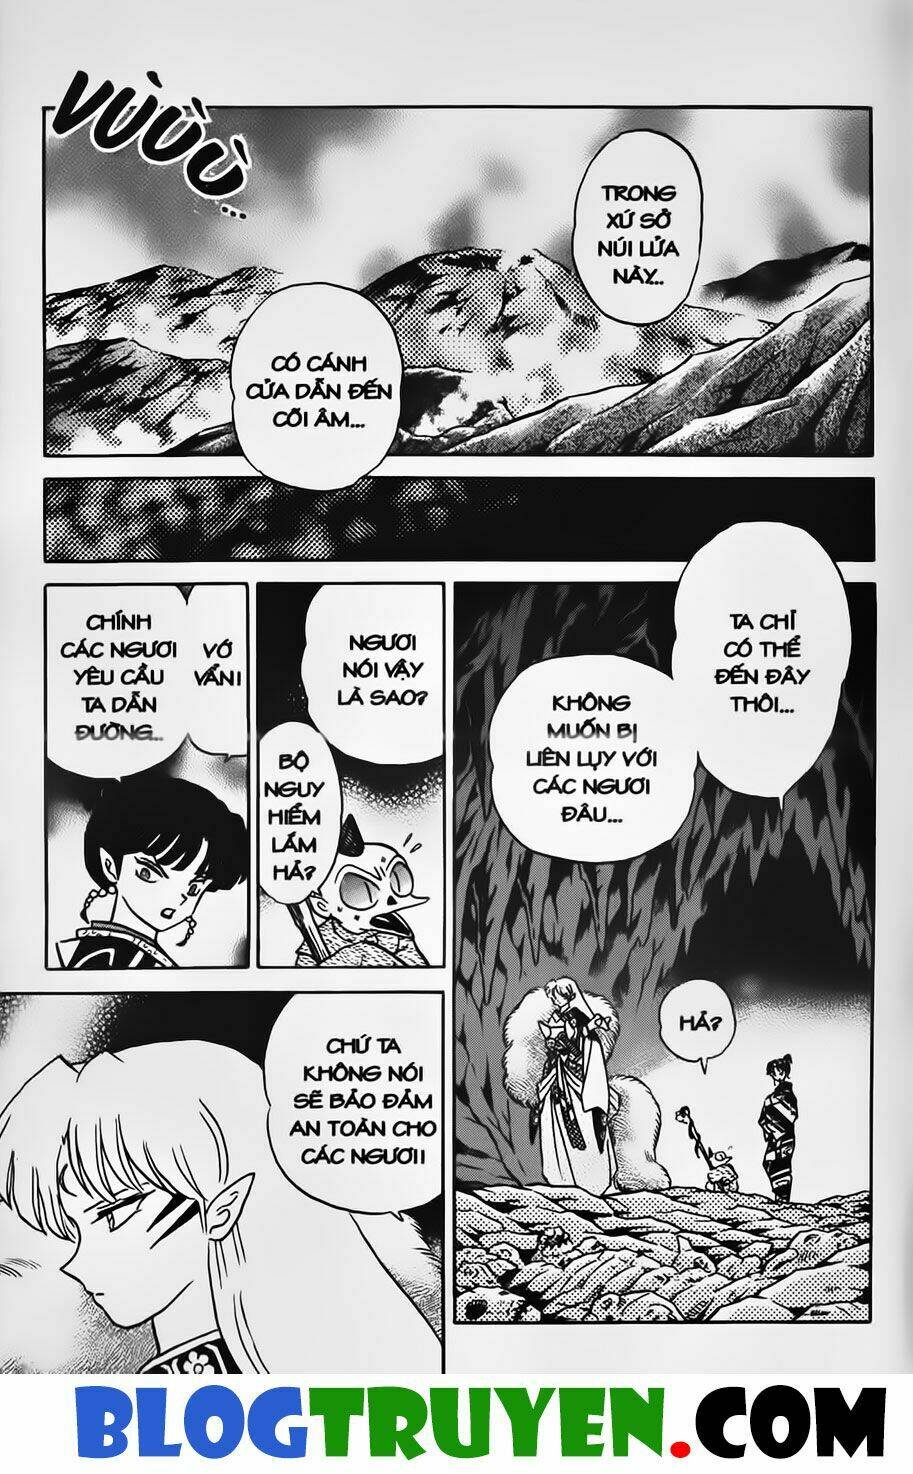 VÙÙÙ...
TRONG
XỨ SỞ
NÚI LỬA
NÀY...
CÓ CÁNH
CỬA DẪN ĐẾN
CÕI ÂM...
TA CHỈ
CÓ THỂ
ĐẾN ĐÂY
THÔI...
KHÔNG
MUỐN BỊ
LIÊN LỤY VỚI
CÁC NGƯƠI
ĐÂU...
HẢ?
NGƯƠI
NÓI VẬY
LÀ SAO?
BỘ
NGUY
HIỂM
LẮM
HẢ?
VỚ
VẨN!
CHÍNH
CÁC NGƯƠI
YÊU CẦU
TA DẪN
ĐƯỜNG...
CHỨ TA
KHÔNG NÓI
SẼ BẢO ĐẢM
AN TOÀN CHO
CÁC NGƯƠI!
BLOGTRUYEN.COM